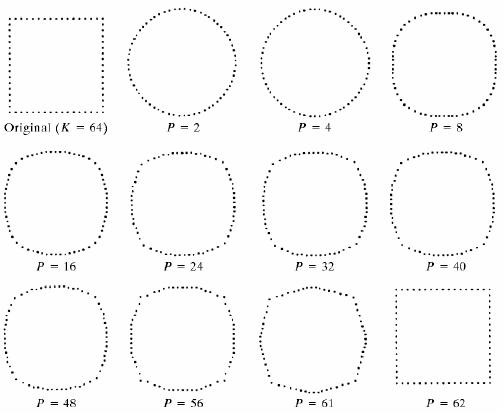 Original (K = 64) P = 2 P = 4 P = 8
P = 16 P = 24 P = 32 P = 40
P = 48 P = 56 P = 61 P = 62